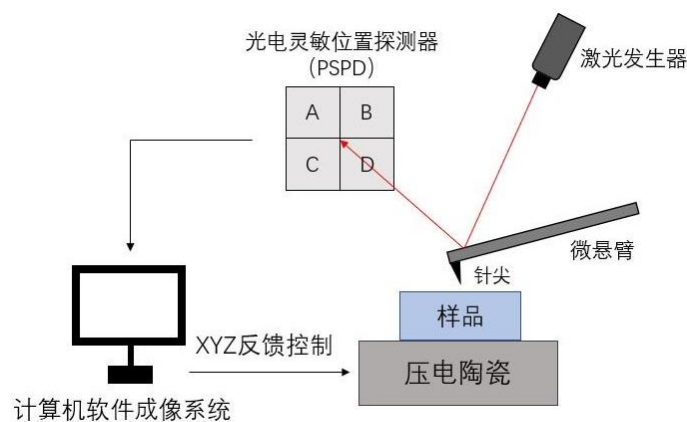 光电灵敏位置探测器
(PSPD)
激光发生器
A B
C D
微悬臂
针尖
样品
XYZ反馈控制
压电陶瓷
计算机软件成像系统